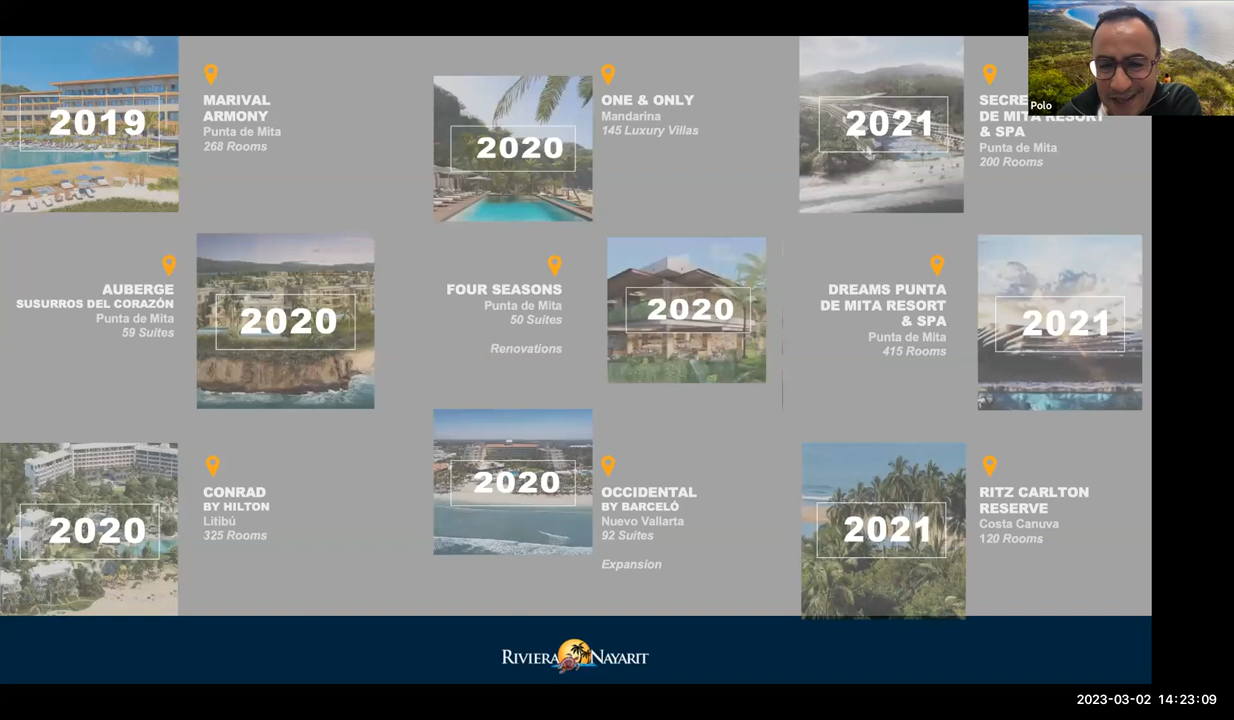 2019
MARIVAL
ARMONY
Punta de Mita
268 Rooms
2020
ONE & ONLY
Mandarina
145 Luxury Villas
2021
SECRE
DE MITA RESORT
& SPA
Punta de Mita
200 Rooms
Polo
AUBERGE
SUSURROS DEL CORAZÓN
Punta de Mita
59 Suites
2020
FOUR SEASONS
Punta de Mita
50 Suites
Renovations
2020
DREAMS PUNTA
DE MITA RESORT
& SPA
Punta de Mita
415 Rooms
2021
2020
CONRAD
BY HILTON
Litibú
325 Rooms
2020
OCCIDENTAL
BY BARCELÓ
Nuevo Vallarta
92 Suites
Expansion
2021
RITZ CARLTON
RESERVE
Costa Canuva
120 Rooms
RIVIERA NAYARIT
2023-03-02 14:23:09